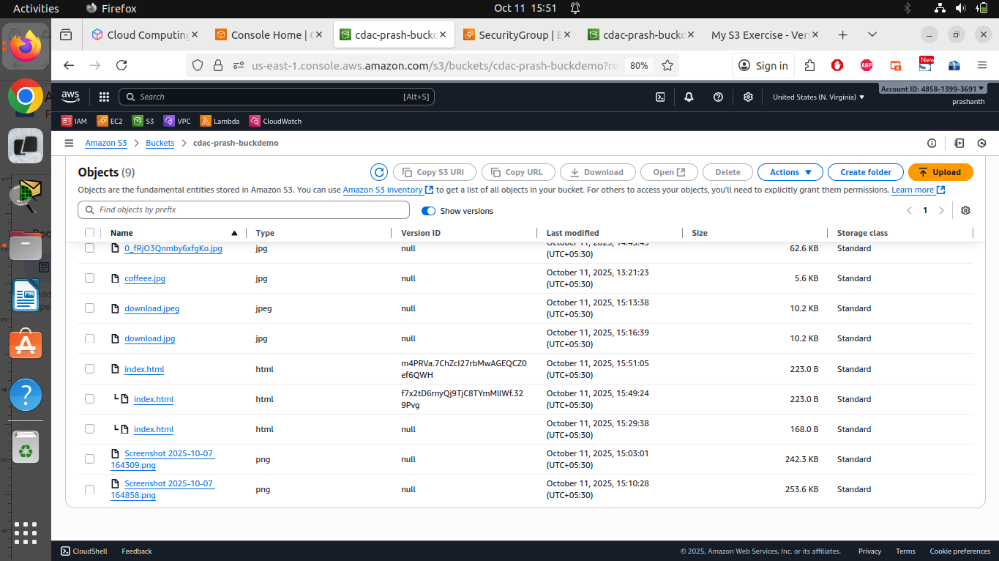 Activities Firefox Oct 11 15:51
Cloud Computing Console Home | ( cdac-prash-buckd SecurityGroup | E cdac-prash-buckd My S3 Exercise - Vers
us-east-1.console.aws.amazon.com/s3/buckets/cdac-prash-buckdemo?re 80% Sign in ABP New
aws Search [Alt+S] United States (N. Virginia) Account ID: 4858-1399-3691
prashanth
IAM EC2 S3 VPC Lambda CloudWatch
Amazon S3 Buckets cdac-prash-buckdemo
Objects (9) Copy S3 URI Copy URL Download Open Delete Actions Create folder Upload
Objects are the fundamental entities stored in Amazon S3. You can use Amazon S3 inventory to get a list of all objects in your bucket. For others to access your objects, you'll need to explicitly grant them permissions. Learn more
Find objects by prefix Show versions 1
Name Type Version ID Last modified Size Storage class
0_fRjO3Qnmby6xfgKo.jpg jpg null (UTC+05:30) 62.6 KB Standard
coffeee.jpg jpg null October 11, 2025, 13:21:23 (UTC+05:30) 5.6 KB Standard
download.jpeg jpeg null October 11, 2025, 15:13:38 (UTC+05:30) 10.2 KB Standard
download.jpg jpg null October 11, 2025, 15:16:39 (UTC+05:30) 10.2 KB Standard
index.html html m4PRVa.7ChZcI27rbMwAGEQCZ0ef6QWH October 11, 2025, 15:51:05 (UTC+05:30) 223.0 B Standard
index.html html f7x2tD6rnyQj9TjC8TYmMllWf.329Pvg October 11, 2025, 15:49:24 (UTC+05:30) 223.0 B Standard
index.html html null October 11, 2025, 15:29:38 (UTC+05:30) 168.0 B Standard
Screenshot 2025-10-07 164309.png png null October 11, 2025, 15:03:01 (UTC+05:30) 242.3 KB Standard
Screenshot 2025-10-07 164858.png png null October 11, 2025, 15:10:28 (UTC+05:30) 253.6 KB Standard
CloudShell Feedback © 2025, Amazon Web Services, Inc. or its affiliates. Privacy Terms Cookie preferences